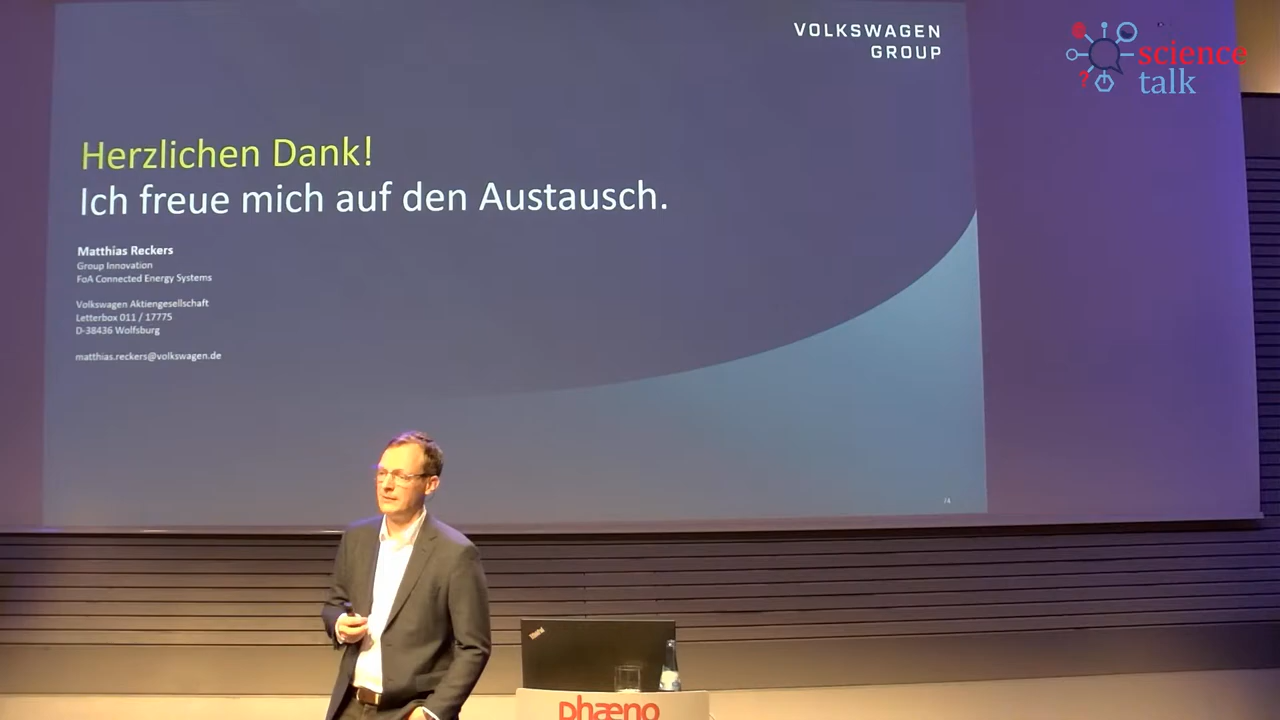 VOLKSWAGEN
GROUP
science
talk
Herzlichen Dank!
Ich freue mich auf den Austausch.
Matthias Reckers
Group Innovation
FoA Connected Energy Systems
Volkswagen Aktiengesellschaft
Letterbox 011 / 17775
D-38436 Wolfsburg
matthias.reckers@volkswagen.de
ThinkPad
phæno